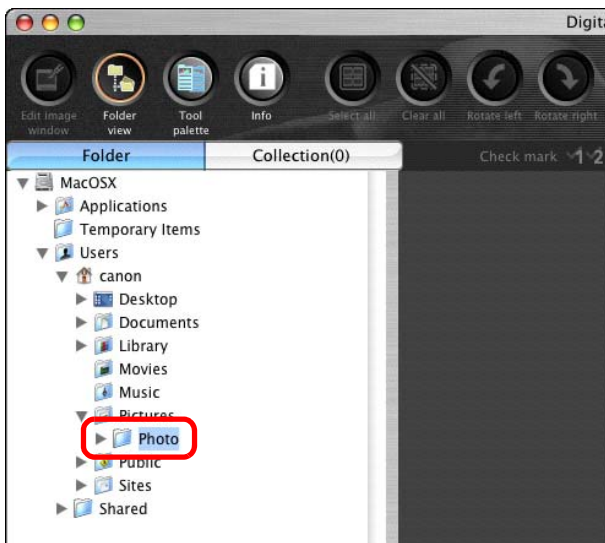 Digita
Edit image window
Folder view
Tool palette
Info
Select all
Clear all
Rotate left
Rotate right
Folder
Collection(0)
Check mark 1 2
MacOSX
Applications
Temporary Items
Users
canon
Desktop
Documents
Library
Movies
Music
Pictures
Photo
Public
Sites
Shared